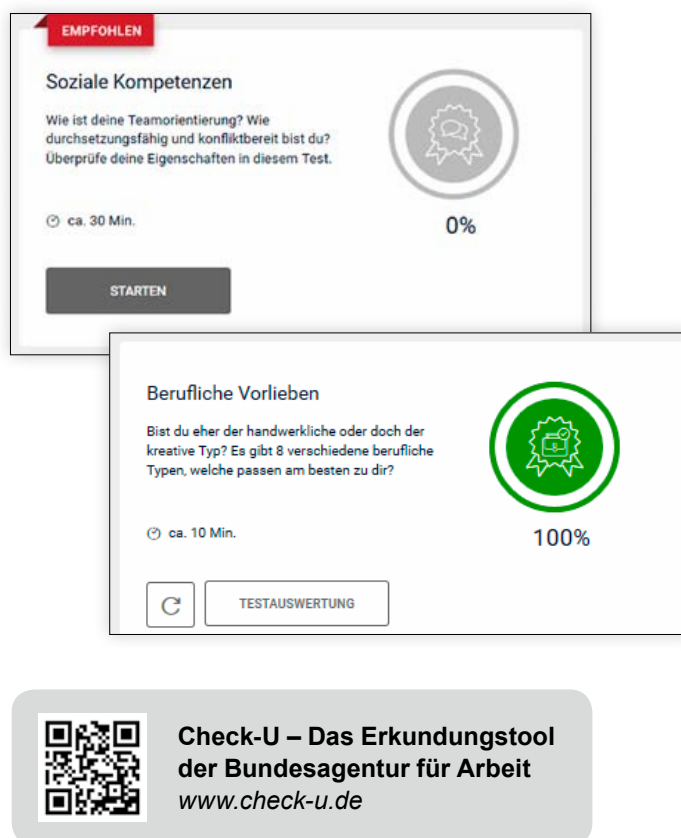 EMPFOHLEN
Soziale Kompetenzen
Wie ist deine Teamorientierung? Wie
durchsetzungsfähig und konfliktbereit bist du?
Überprüfe deine Eigenschaften in diesem Test.
ca. 30 Min.
0%
STARTEN
Berufliche Vorlieben
Bist du eher der handwerkliche oder doch der
kreative Typ? Es gibt 8 verschiedene berufliche
Typen, welche passen am besten zu dir?
ca. 10 Min.
100%
TESTAUSWERTUNG
Check-U – Das Erkundungstool
der Bundesagentur für Arbeit
www.check-u.de